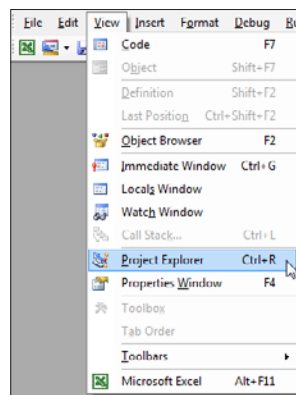 File Edit View Insert Format Debug
Code F7
Object Shift+F7
Definition Shift+F2
Last Position Ctrl+Shift+F2
Object Browser F2
Immediate Window Ctrl+G
Locals Window
Watch Window
Call Stack... Ctrl+L
Project Explorer Ctrl+R
Properties Window F4
Toolbox
Tab Order
Toolbars
Microsoft Excel Alt+F11